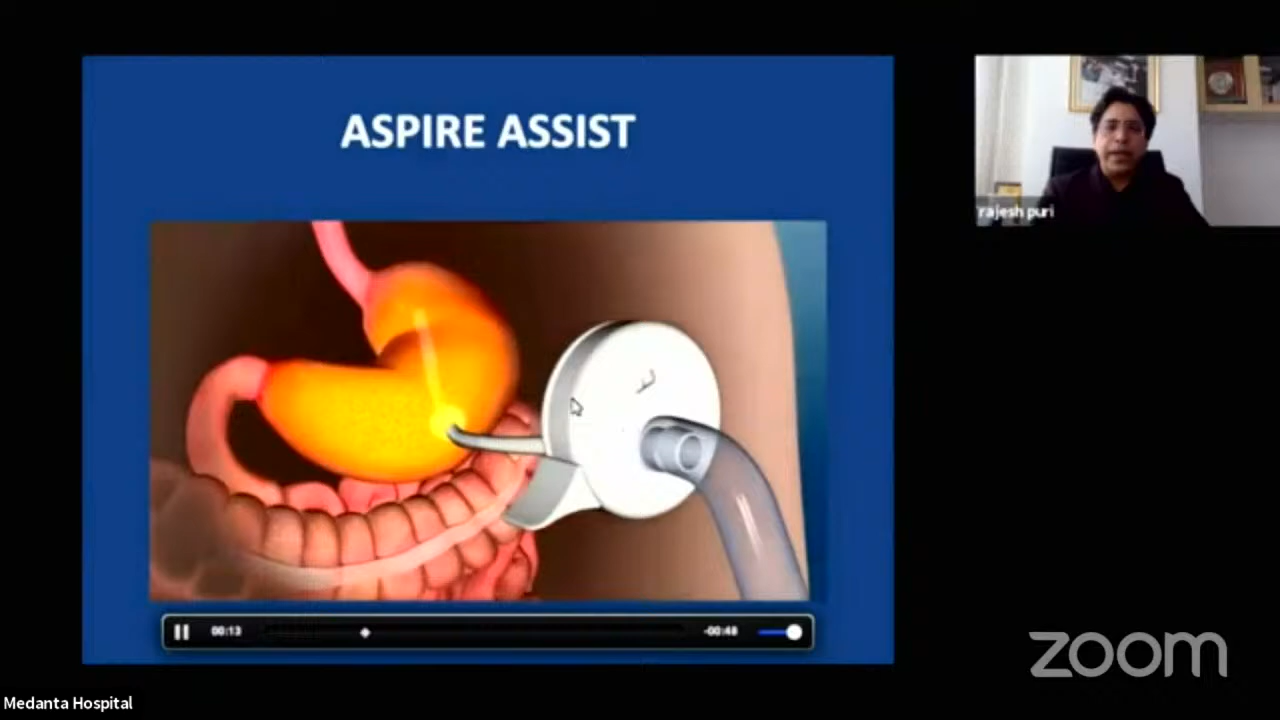 ASPIRE ASSIST
rajesh puri
00:13
-00:48
zoom
Medanta Hospital